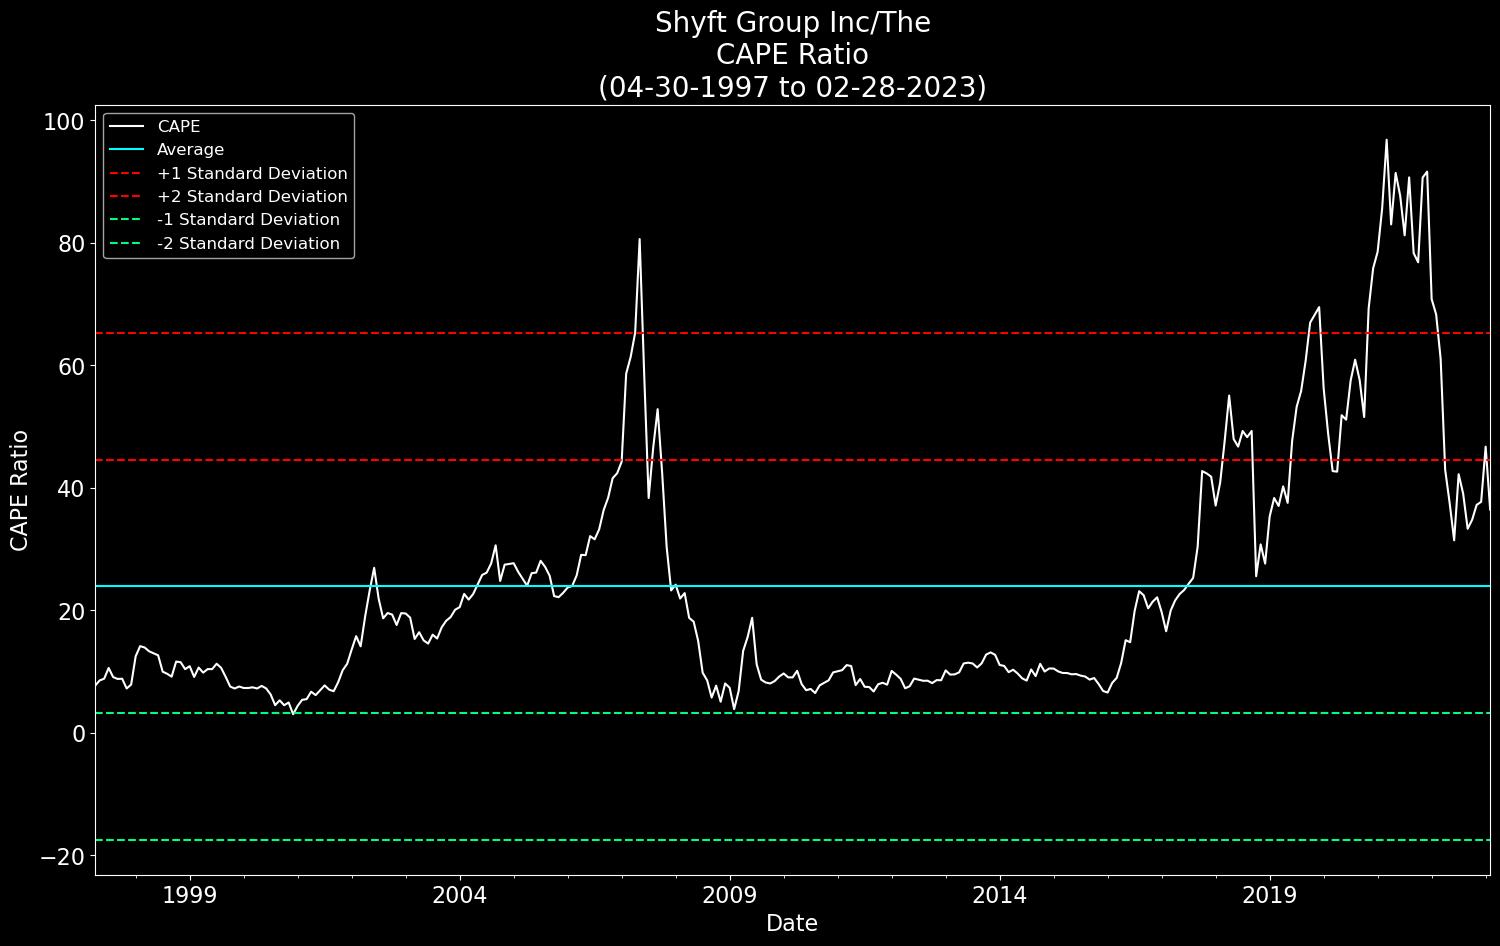 Shyft Group Inc/The
CAPE Ratio
(04-30-1997 to 02-28-2023)
CAPE
Average
+1 Standard Deviation
+2 Standard Deviation
-1 Standard Deviation
-2 Standard Deviation
100
80
60
40
20
0
−20
CAPE Ratio
1999 2004 2009 2014 2019
Date